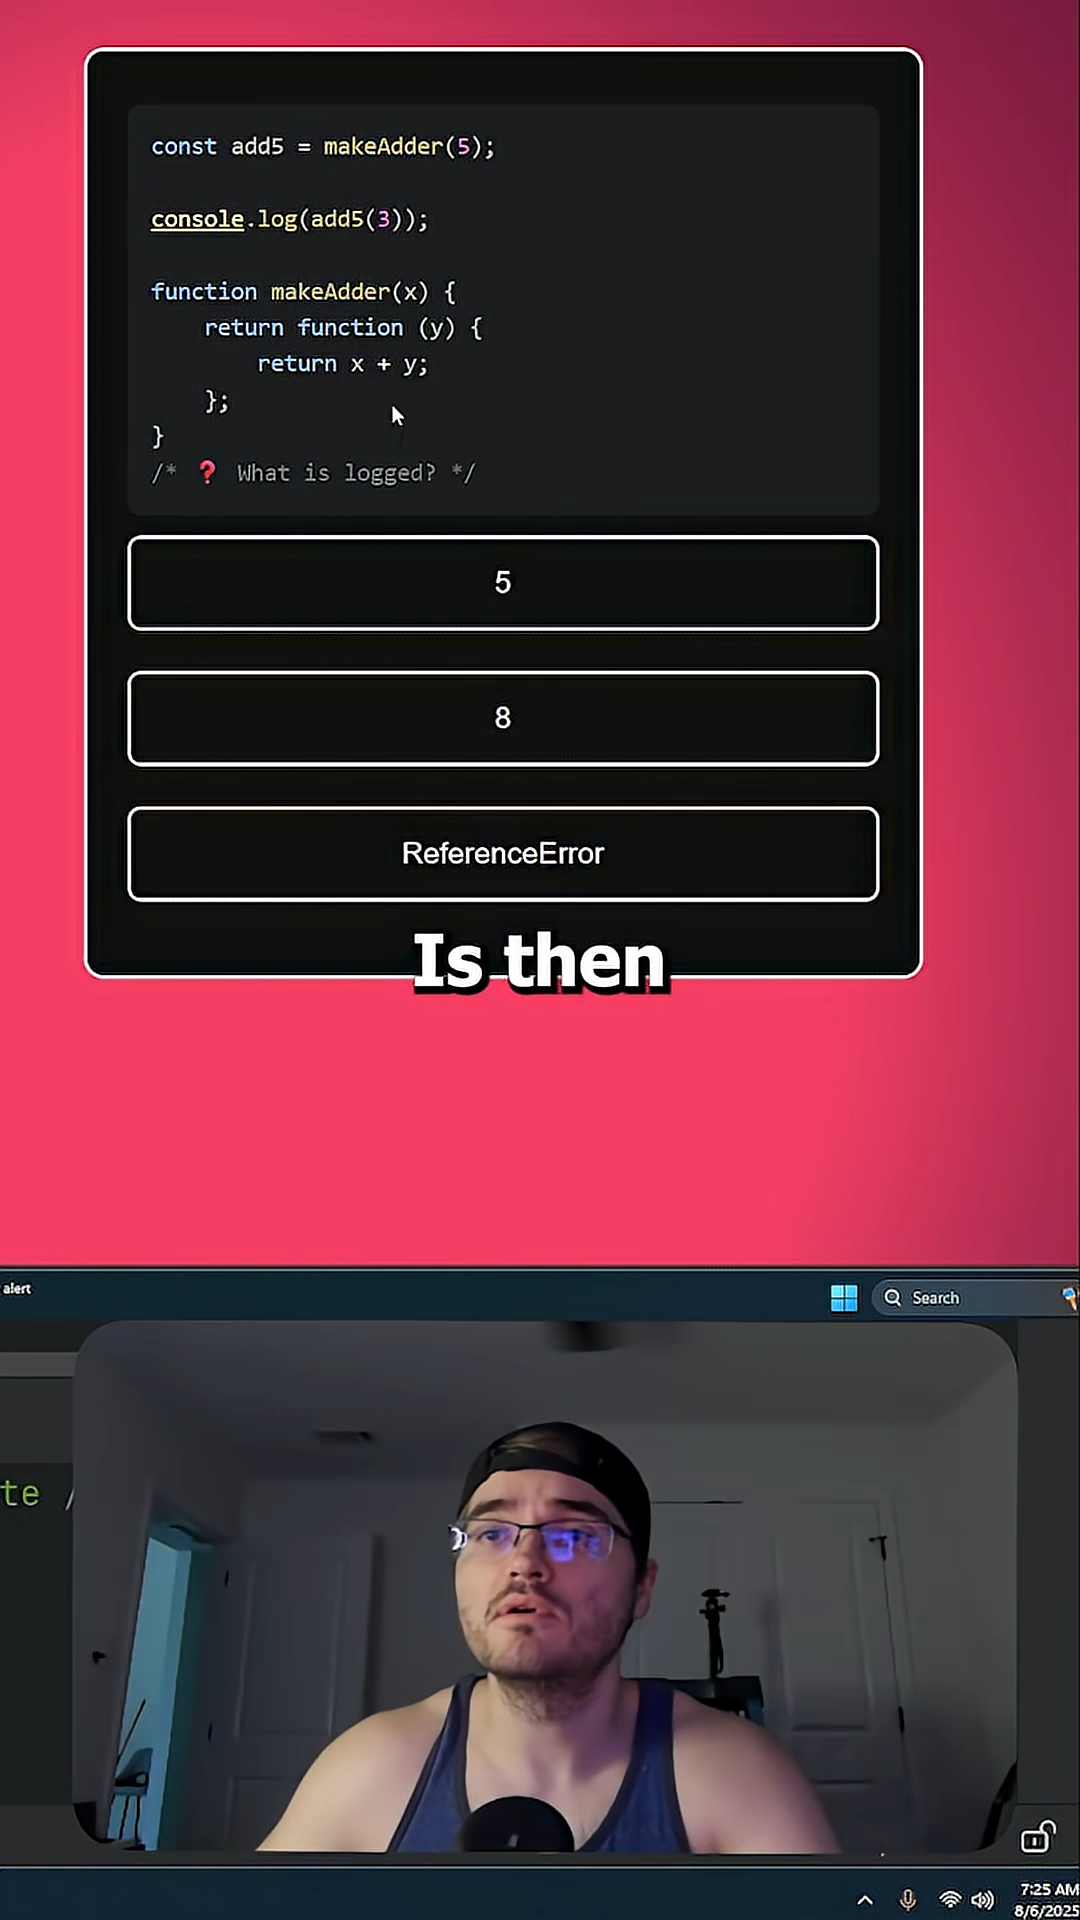 const add5 = makeAdder(5);
console.log(add5(3));
function makeAdder(x) {
return function (y) {
return x + y;
};
}
/* ❓ What is logged? */
5
8
ReferenceError
Is then
alert
Search
te /
7:25 AM
8/6/2025